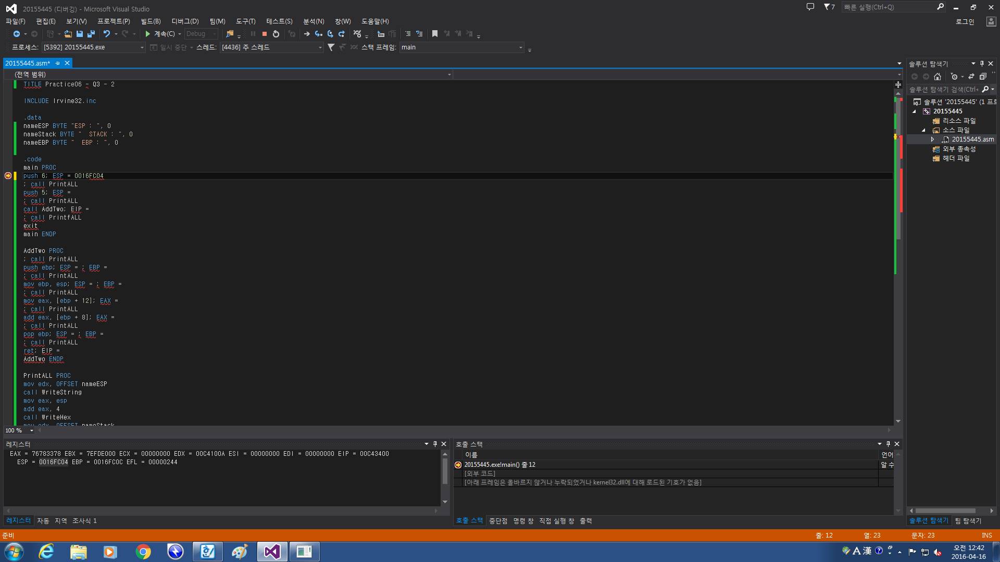 20155445 (디버깅) - Microsoft Visual Studio
7
빠른 실행(Ctrl+Q)
파일(F) 편집(E) 보기(V) 프로젝트(P) 빌드(B) 디버그(D) 팀(M) 도구(T) 테스트(S) 분석(N) 창(W) 도움말(H)
로그인
계속(C) Debug
프로세스: [5392] 20155445.exe 일시 중단 스레드: [4436] 주 스레드 스택 프레임: main
20155445.asm*
(전역 범위)
TITLE Practice06 - Q3 - 2
INCLUDE Irvine32.inc
.data
nameESP BYTE "ESP : ", 0
nameStack BYTE "  STACK : ", 0
nameEBP BYTE "  EBP : ", 0
.code
main PROC
push 6; ESP = 0016FC04
; call PrintALL
push 5; ESP =
; call PrintALL
call AddTwo; EIP =
; call PrintfALL
exit
main ENDP
AddTwo PROC
; call PrintALL
push ebp; ESP = ; EBP =
; call PrintALL
mov ebp, esp; ESP = ; EBP =
; call PrintALL
mov eax, [ebp + 12]; EAX =
; call PrintALL
add eax, [ebp + 8]; EAX =
; call PrintALL
pop ebp; ESP = ; EBP =
; call PrintALL
ret; EIP =
AddTwo ENDP
PrintALL PROC
mov edx, OFFSET nameESP
call WriteString
mov eax, esp
add eax, 4
call WriteHex
mov edx, OFFSET nameStack
100 %
솔루션 탐색기
솔루션 탐색기 검색(Ctrl+
솔루션 '20155445' (1 프로
20155445
리소스 파일
소스 파일
20155445.asm
외부 종속성
헤더 파일
솔루션 탐색기 팀 탐색기
레지스터
EAX = 76783378 EBX = 7EFDE000 ECX = 00000000 EDX = 00C4100A ESI = 00000000 EDI = 00000000 EIP = 00C43400
ESP = 0016FC04 EBP = 0016FC0C EFL = 00000244
레지스터 자동 지역 조사식 1
호출 스택
이름 언어
20155445.exe!main() 줄 12 알 수
[외부 코드]
[아래 프레임은 올바르지 않거나 누락되었거나 kernel32.dll에 대해 로드된 기호가 없음]
호출 스택 중단점 명령 창 직접 실행 창 출력
준비 줄: 12 열: 23 문자: 23 INS
A 漢
오전 12:42
2016-04-16